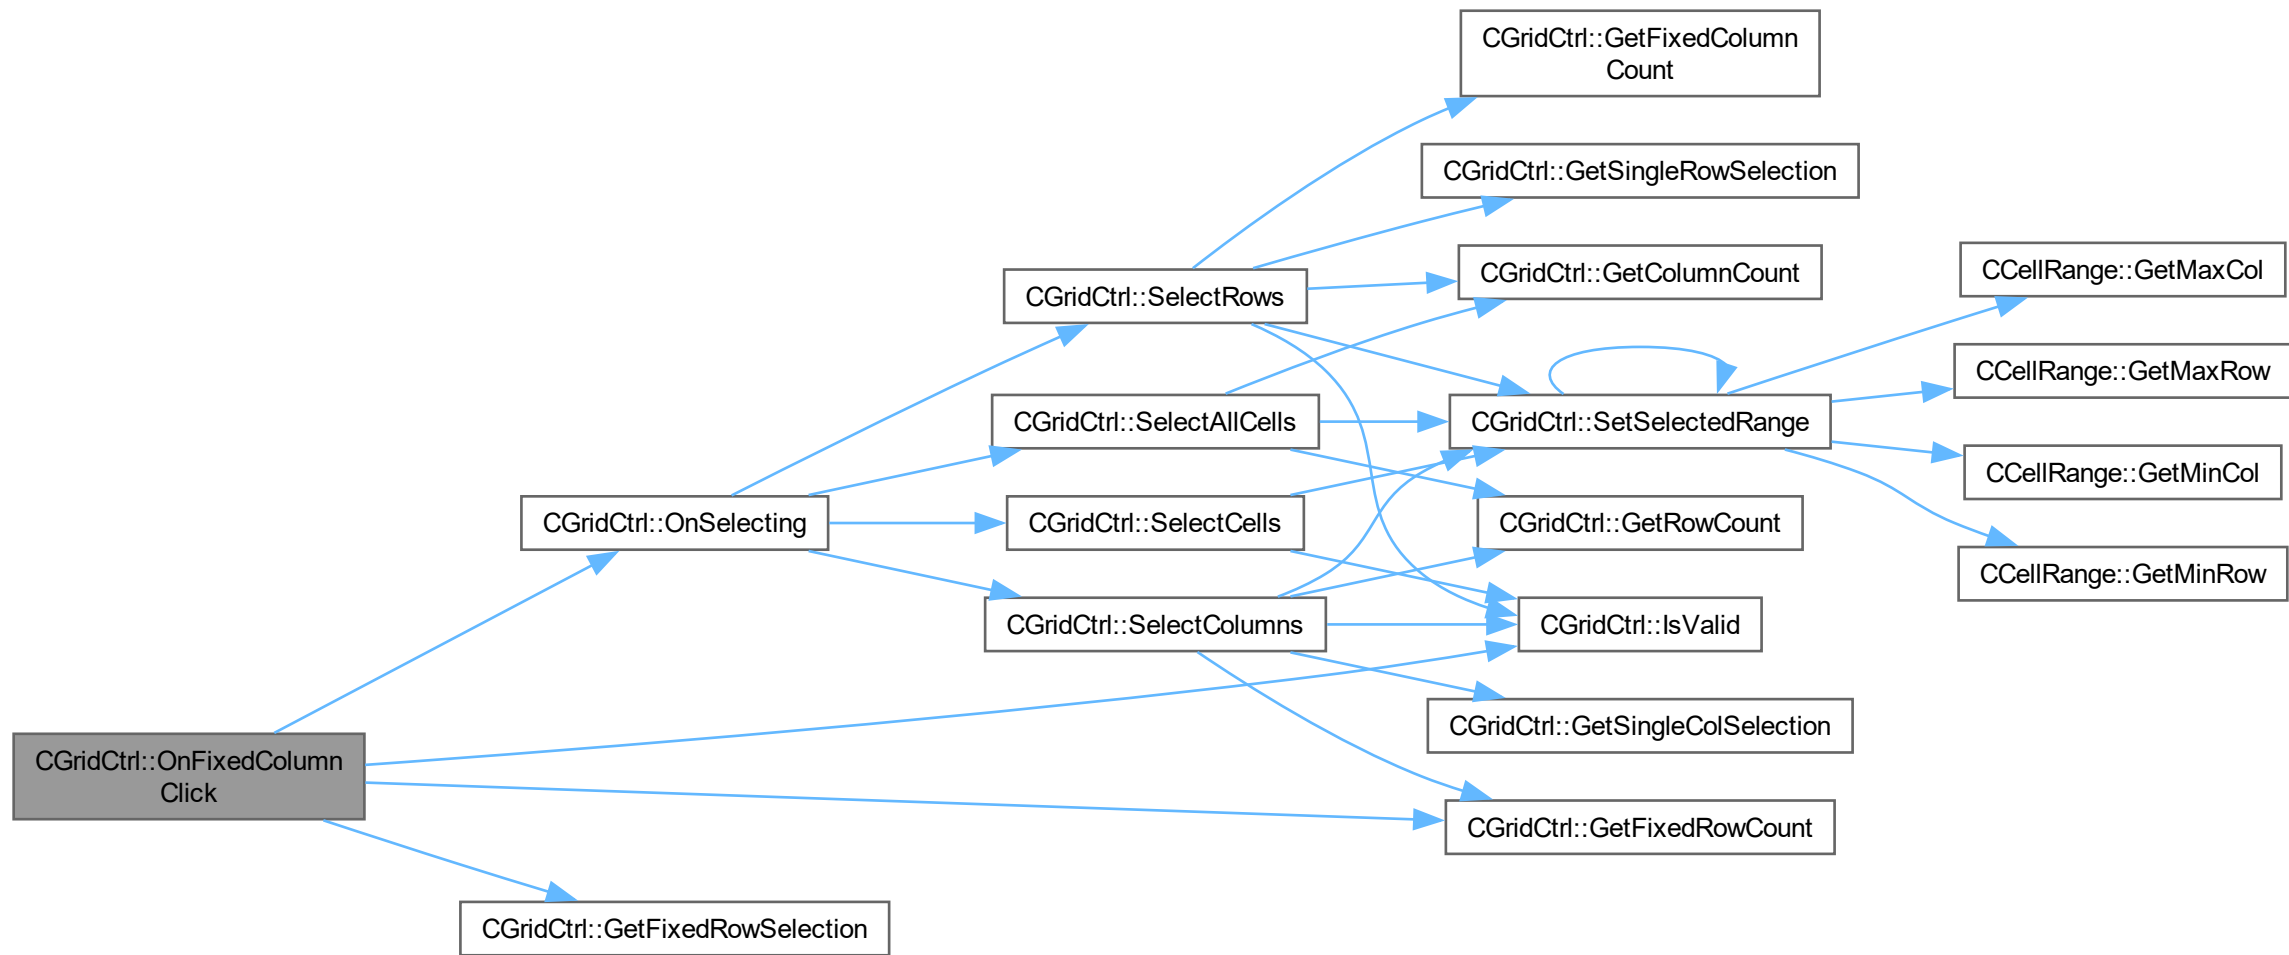 CGridCtrl::GetFixedColumn
Count
CGridCtrl::GetSingleRowSelection
CGridCtrl::SelectRows
CGridCtrl::GetColumnCount
CCellRange::GetMaxCol
CCellRange::GetMaxRow
CGridCtrl::SelectAllCells
CGridCtrl::SetSelectedRange
CCellRange::GetMinCol
CGridCtrl::OnSelecting
CGridCtrl::SelectCells
CGridCtrl::GetRowCount
CCellRange::GetMinRow
CGridCtrl::SelectColumns
CGridCtrl::IsValid
CGridCtrl::GetSingleColSelection
CGridCtrl::OnFixedColumn
Click
CGridCtrl::GetFixedRowCount
CGridCtrl::GetFixedRowSelection